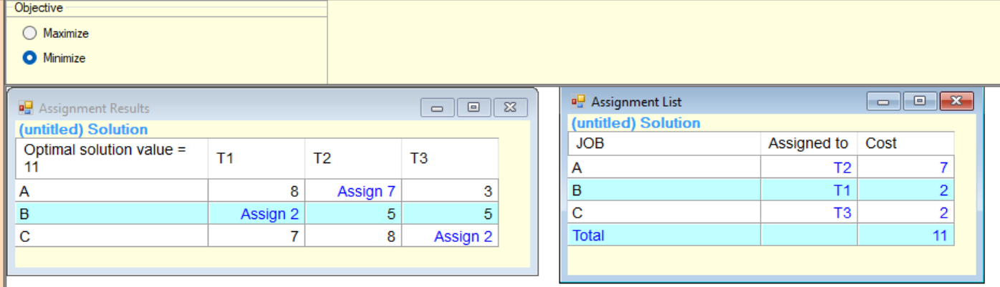 Objective
Maximize
Minimize
Assignment Results
(untitled) Solution
Optimal solution value =
11 T1 T2 T3
A 8 Assign 7 3
B Assign 2 5 5
C 7 8 Assign 2
Assignment List
(untitled) Solution
JOB Assigned to Cost
A T2 7
B T1 2
C T3 2
Total 11